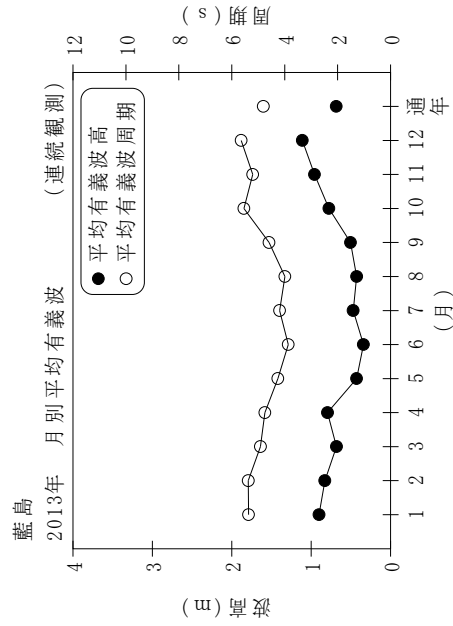 藍島
2013年 月別平均有義波 (連続観測)
●平均有義波高
○平均有義波周期
波高(m)
0 1 2 3 4
周期(s)
0 2 4 6 8 10 12
1 2 3 4 5 6 7 8 9 10 11 12 通年
(月)